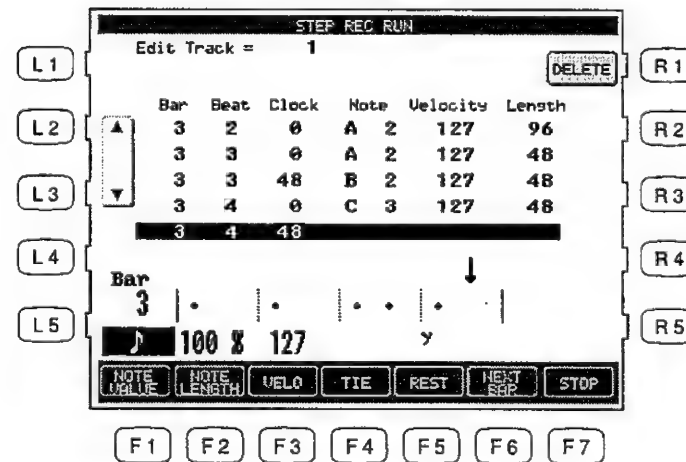 STEP REC RUN
Edit Track = 1
L1 DELETE R1
Bar Beat Clock Note Velocity Length
L2 3 2 0 A 2 127 96 R2
3 3 0 A 2 127 48
3 3 48 B 2 127 48
L3 3 4 0 C 3 127 48 R3
3 4 48
L4 R4
Bar
3
L5 R5
100 % 127
NOTE VALUE NOTE LENGTH VELO TIE REST NEXT BAR STOP
F1 F2 F3 F4 F5 F6 F7